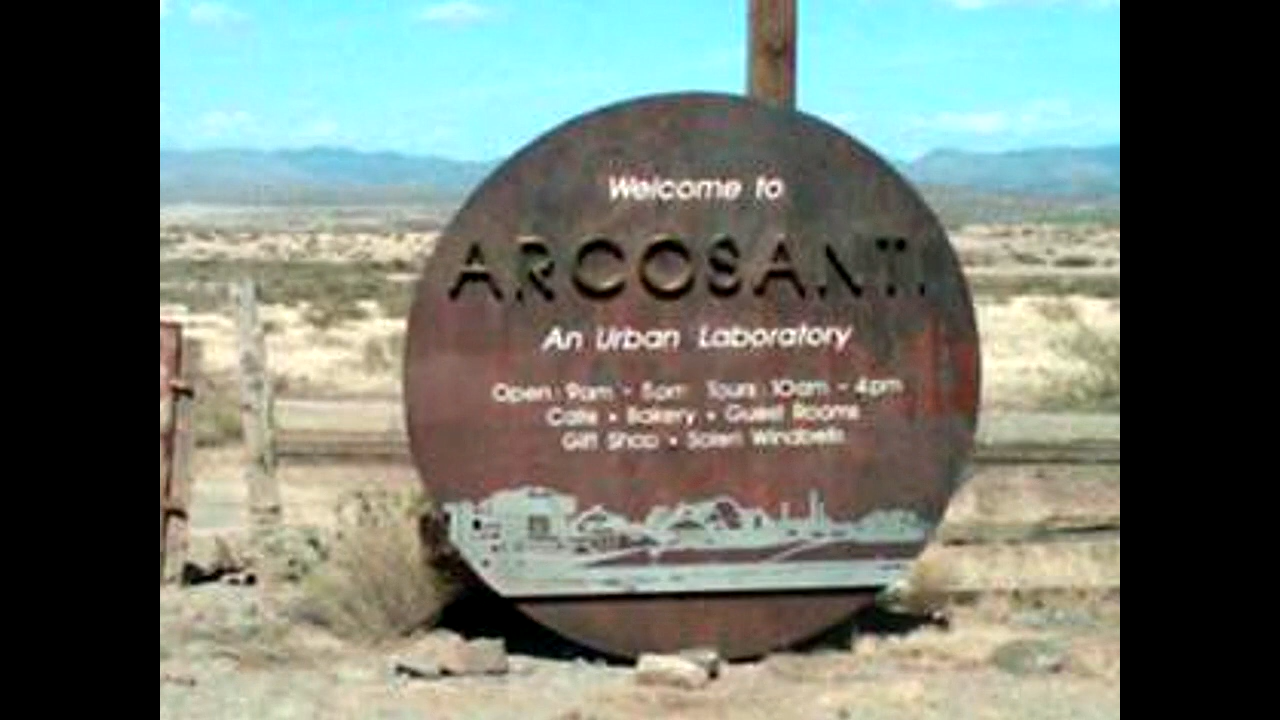 Welcome to
ARCOSANTI
An Urban Laboratory
Open: 9am - 5pm Tours: 10am - 4pm
Cafe • Bakery • Guest Rooms
Gift Shop • Soleri Windbells